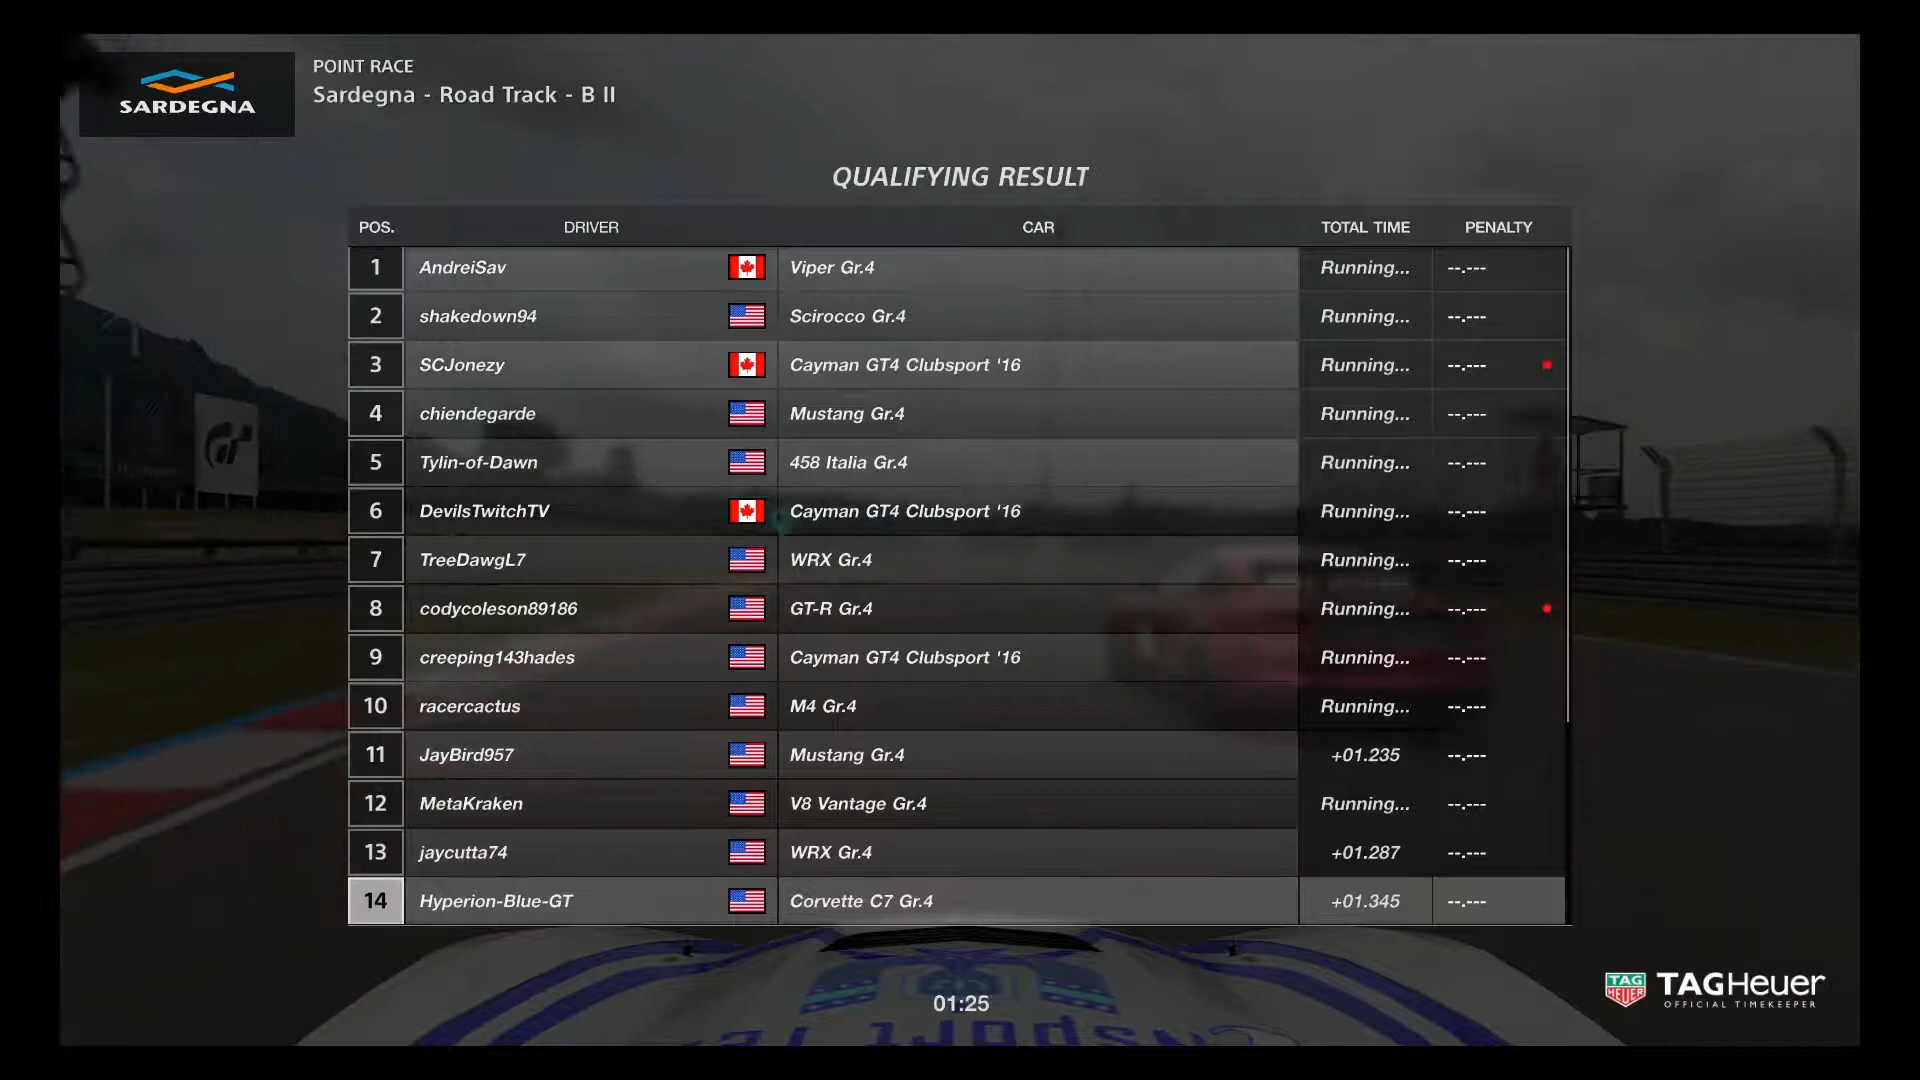 SARDEGNA
POINT RACE
Sardegna - Road Track - B II
QUALIFYING RESULT
POS. DRIVER CAR TOTAL TIME PENALTY
1 AndreiSav Viper Gr.4 Running... --.---
2 shakedown94 Scirocco Gr.4 Running... --.---
3 SCJonezy Cayman GT4 Clubsport '16 Running... --.---
4 chiendegarde Mustang Gr.4 Running... --.---
5 Tylin-of-Dawn 458 Italia Gr.4 Running... --.---
6 DevilsTwitchTV Cayman GT4 Clubsport '16 Running... --.---
7 TreeDawgL7 WRX Gr.4 Running... --.---
8 codycoleson89186 GT-R Gr.4 Running... --.---
9 creeping143hades Cayman GT4 Clubsport '16 Running... --.---
10 racercactus M4 Gr.4 Running... --.---
11 JayBird957 Mustang Gr.4 +01.235 --.---
12 MetaKraken V8 Vantage Gr.4 Running... --.---
13 jaycutta74 WRX Gr.4 +01.287 --.---
14 Hyperion-Blue-GT Corvette C7 Gr.4 +01.345 --.---
01:25
TAG HEUER
TAGHeuer
OFFICIAL TIMEKEEPER